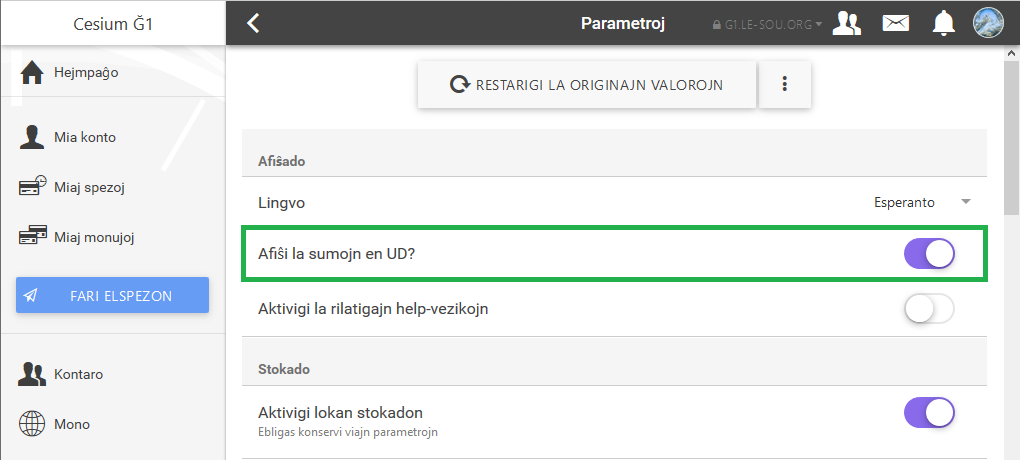 Cesium Ğ1
Parametroj
G1.LE-SOU.ORG
Hejmpaĝo
RESTARIGI LA ORIGINAJN VALOROJN
Mia konto
Miaj spezoj
Miaj monujoj
FARI ELSPEZON
Kontaro
Mono
Afiŝado
Lingvo
Esperanto
Afiŝi la sumojn en UD?
Aktivigi la rilatigajn help-vezikojn
Stokado
Aktivigi lokan stokadon
Ebligas konservi viajn parametrojn